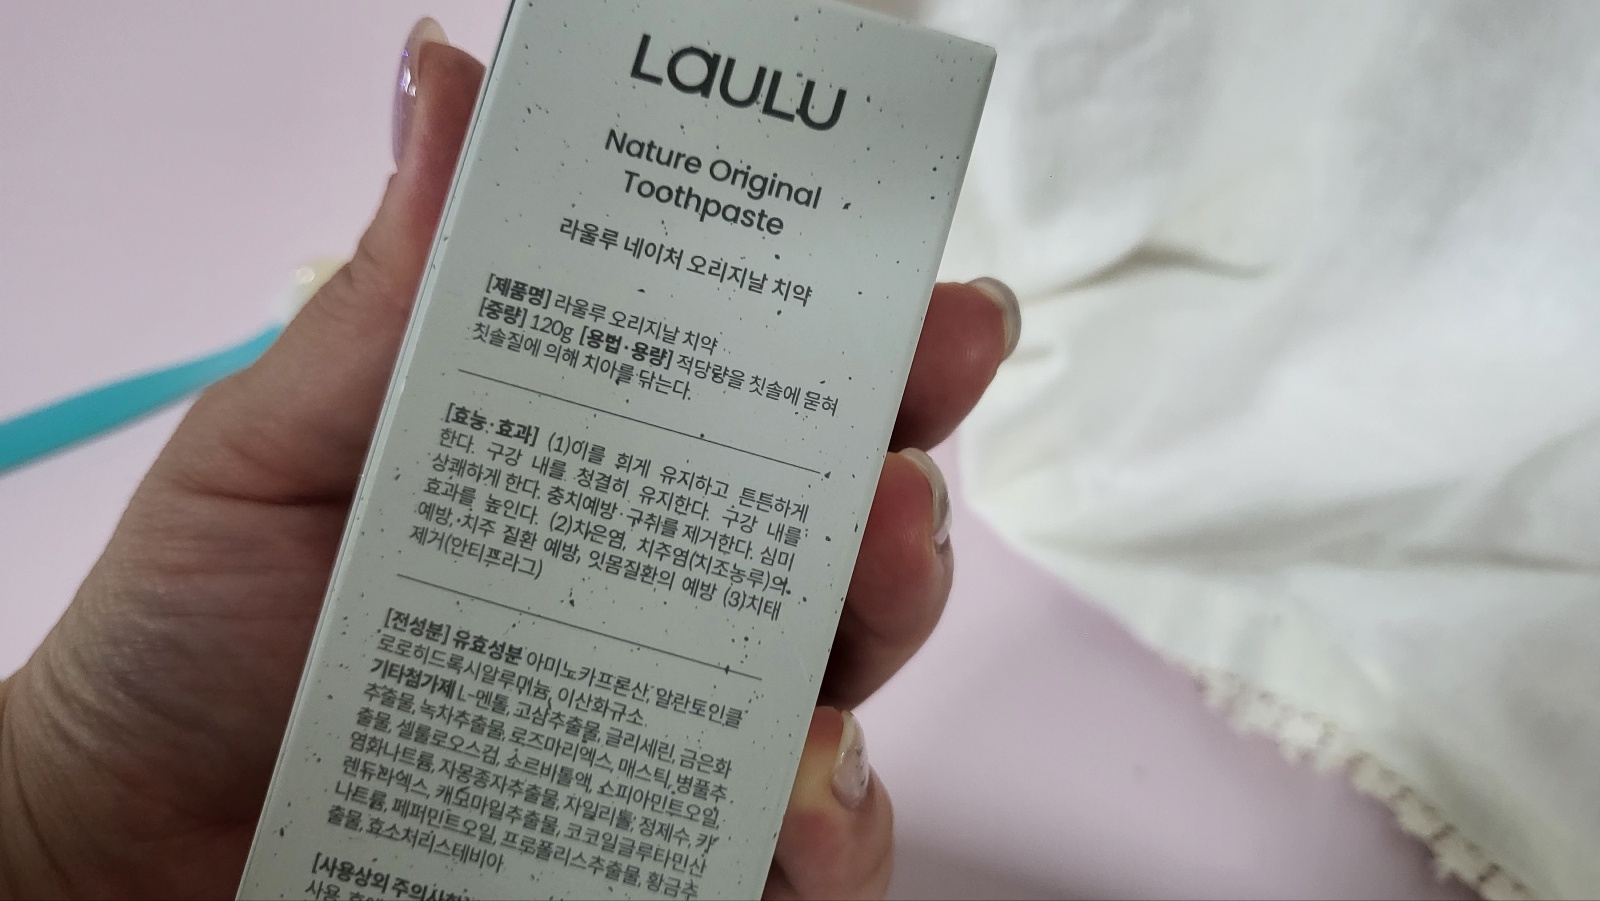 LaULU
Nature Original
Toothpaste
라울루 네이처 오리지날 치약
[제품명] 라울루 오리지날 치약
[중량] 120g [용법·용량] 적당량을 칫솔에 묻혀
칫솔질에 의해 치아를 닦는다.
[효능·효과] (1)이를 희게 유지하고 튼튼하게
한다. 구강 내를 청결히 유지한다. 구강 내를
상쾌하게 한다. 충치예방·구취를 제거한다. 심미
효과를 높인다. (2)치은염, 치주염(치조농루)의
예방, 치주 질환 예방, 잇몸질환의 예방 (3)치태
제거(안티프라그)
[전성분] 유효성분 아미노카프론산, 알란토인클
로로히드록시알루미늄, 이산화규소
기타첨가제 L-멘톨, 고삼추출물, 글리세린, 금은화
추출물, 녹차추출물, 로즈마리엑스, 매스틱, 병풀추
출물, 셀룰로오스검, 소르비톨액, 스피아민트오일,
염화나트륨, 자몽종자추출물, 자일리톨, 정제수, 카
렌듀라엑스, 캐모마일추출물, 코코일글루타민산
나트륨, 페퍼민트오일, 프로폴리스추출물, 황금추
출물, 효소처리스테비아
[사용상의 주의사항]